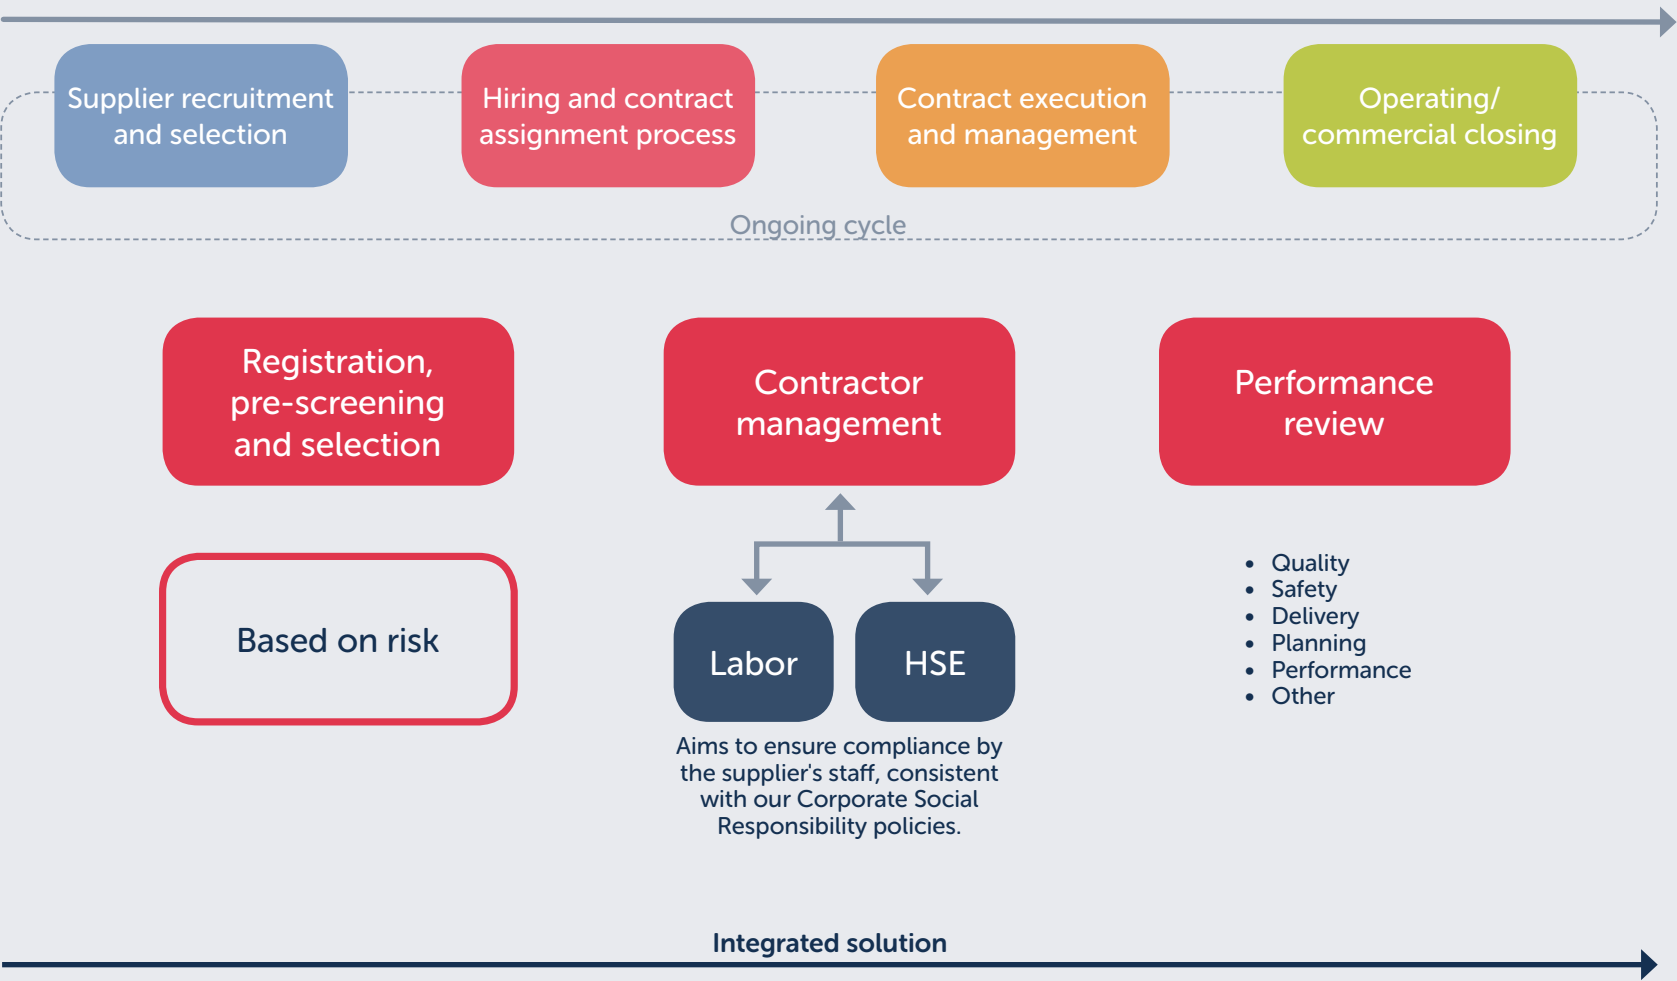 Supplier recruitment
and selection
Hiring and contract
assignment process
Contract execution
and management
Operating/
commercial closing
Ongoing cycle
Registration,
pre-screening
and selection
Contractor
management
Performance
review
Based on risk
Labor
HSE
Aims to ensure compliance by
the supplier's staff, consistent
with our Corporate Social
Responsibility policies.
• Quality
• Safety
• Delivery
• Planning
• Performance
• Other
Integrated solution